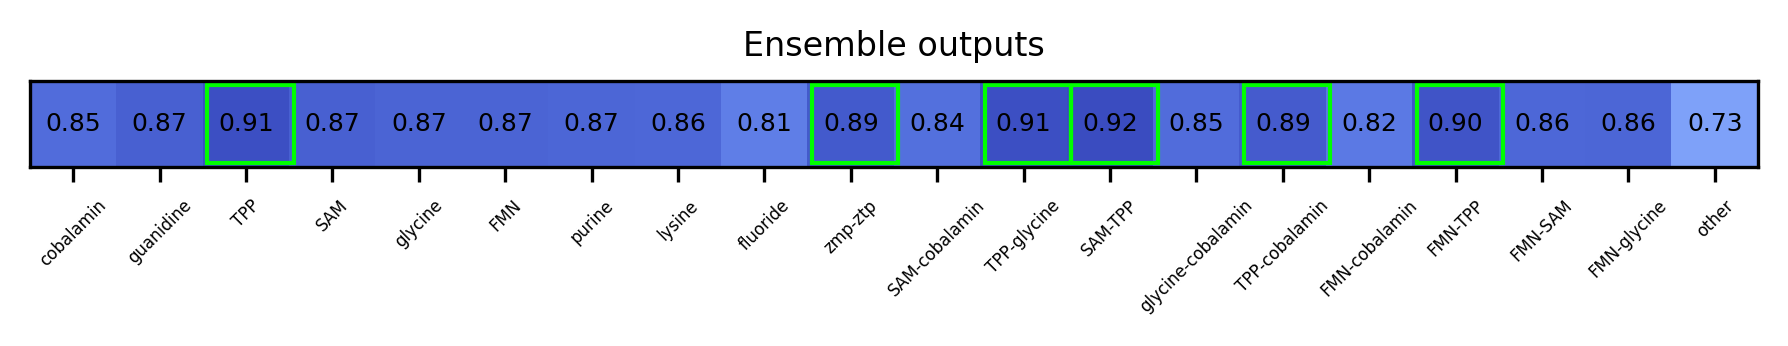 Ensemble outputs
0.85 0.87 0.91 0.87 0.87 0.87 0.87 0.86 0.81 0.89 0.84 0.91 0.92 0.85 0.89 0.82 0.90 0.86 0.86 0.73
cobalamin guanidine TPP SAM glycine FMN purine lysine fluoride zmp-ztp SAM-cobalamin TPP-glycine SAM-TPP glycine-cobalamin TPP-cobalamin FMN-cobalamin FMN-TPP FMN-SAM FMN-glycine other